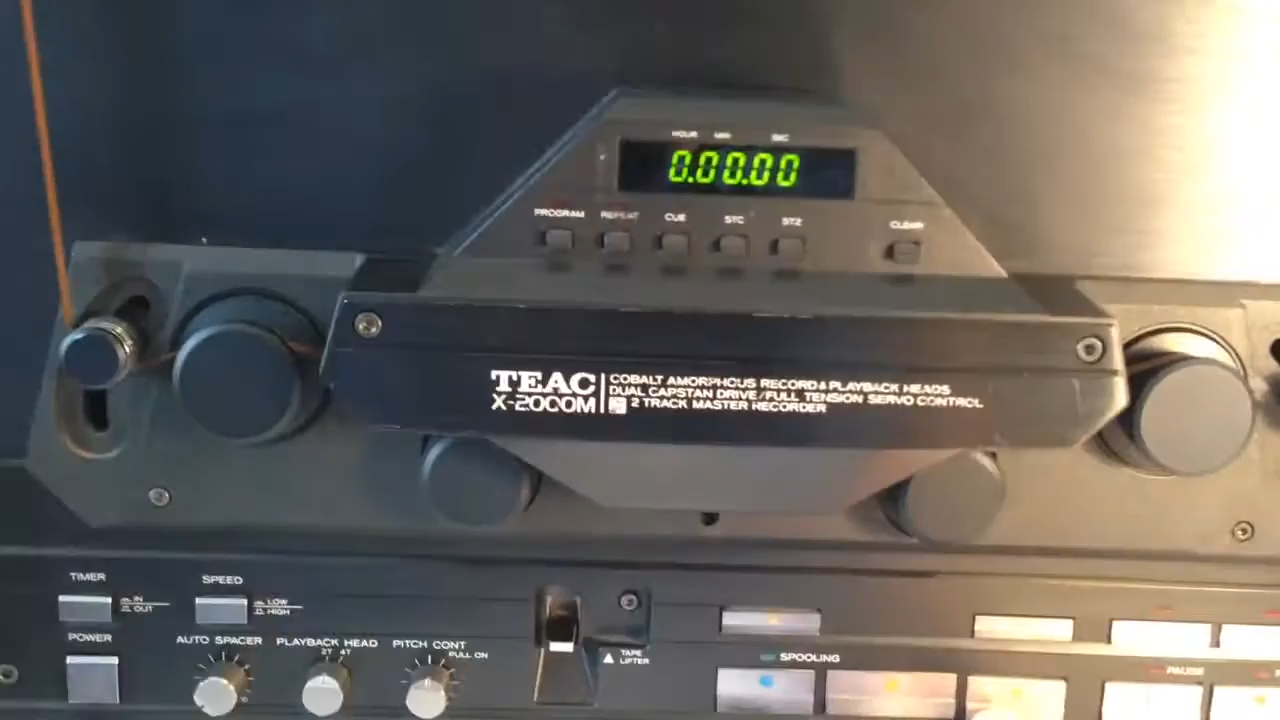 HOUR MIN SEC
0.00.00
PROGRAM REPEAT CUE STC STZ CLEAR
TEAC
X-2000M
COBALT AMORPHOUS RECORD & PLAYBACK HEADS
DUAL CAPSTAN DRIVE/FULL TENSION SERVO CONTROL
2 TRACK MASTER RECORDER
TIMER
IN
OUT
SPEED
LOW
HIGH
POWER
AUTO SPACER
PLAYBACK HEAD
2T 4T
PITCH CONT
PULL ON
TAPE
LIFTER
SPOOLING
PAUSE